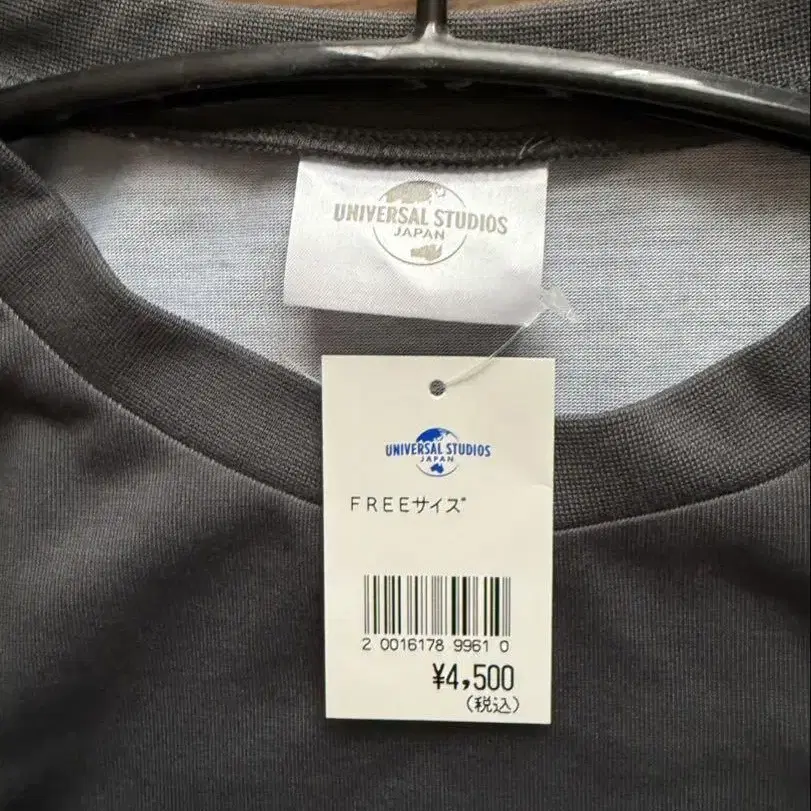 UNIVERSAL STUDIOS
JAPAN
UNIVERSAL STUDIOS
JAPAN
FREEサイズ
2 0016178 9961 0
¥4,500
(税込)